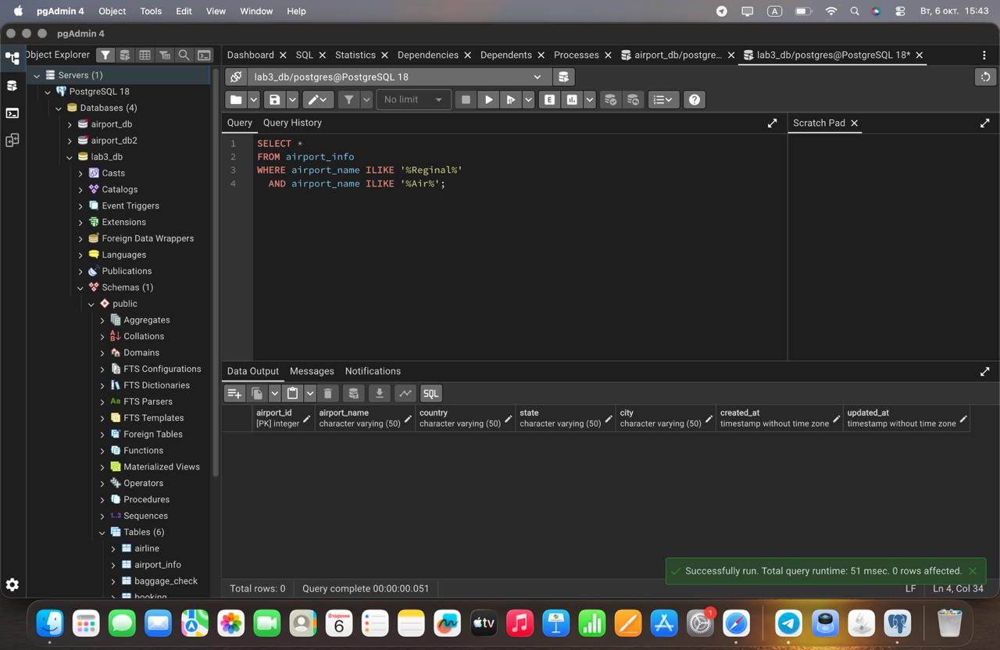 pgAdmin 4 Object Tools Edit View Window Help A Вт, 6 окт. 15:43
pgAdmin 4
Object Explorer
Dashboard SQL Statistics Dependencies Dependents Processes airport_db/postgre... lab3_db/postgres@PostgreSQL 18*
Servers (1)
PostgreSQL 18
Databases (4)
airport_db
airport_db2
lab3_db
Casts
Catalogs
Event Triggers
Extensions
Foreign Data Wrappers
Languages
Publications
Schemas (1)
public
Aggregates
Collations
Domains
FTS Configurations
FTS Dictionaries
Aa FTS Parsers
FTS Templates
Foreign Tables
Functions
Materialized Views
Operators
Procedures
1..3 Sequences
Tables (6)
airline
airport_info
baggage_check
booking
lab3_db/postgres@PostgreSQL 18
No limit
E
Query Query History
Scratch Pad
1 SELECT *
2 FROM airport_info
3 WHERE airport_name ILIKE '%Reginal%'
4 AND airport_name ILIKE '%Air%';
Data Output Messages Notifications
SQL
airport_id airport_name country state city created_at updated_at
[PK] integer character varying (50) character varying (50) character varying (50) character varying (50) timestamp without time zone timestamp without time zone
Successfully run. Total query runtime: 51 msec. 0 rows affected.
Total rows: 0 Query complete 00:00:00.051 LF Ln 4, Col 34
Вторник
6
tv
1